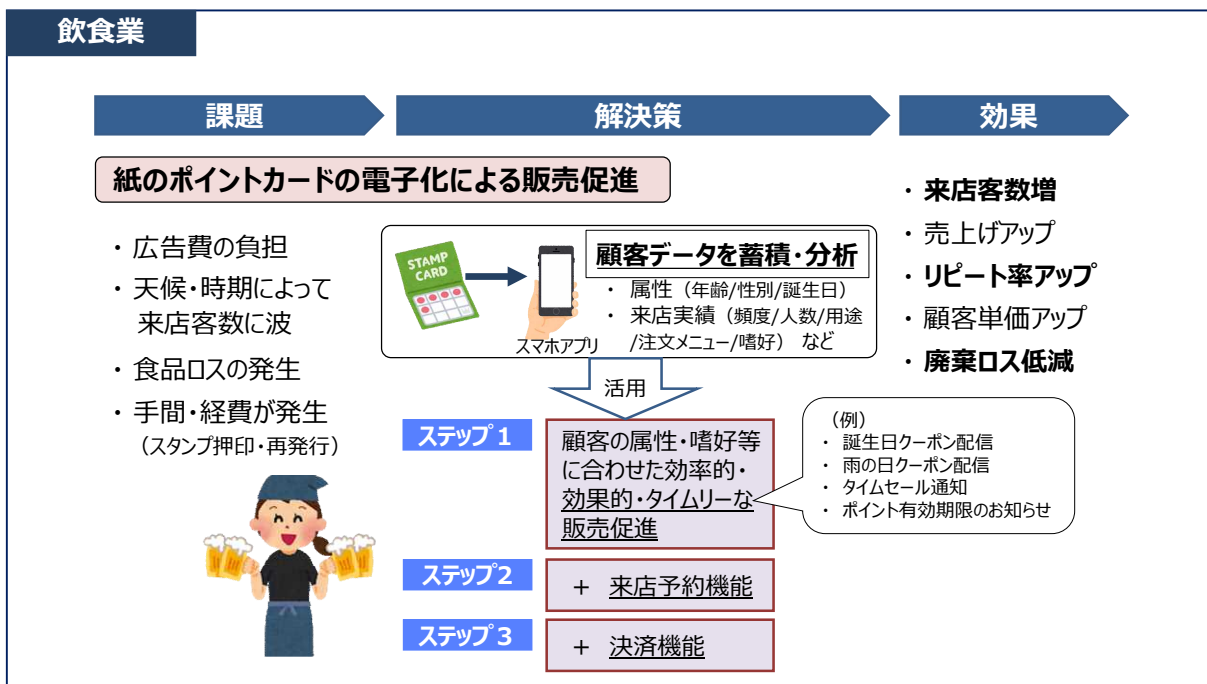 飲食業
課題
解決策
効果
紙のポイントカードの電子化による販売促進
・ 広告費の負担
・ 天候・時期によって
来店客数に波
・ 食品ロスの発生
・ 手間・経費が発生
（スタンプ押印・再発行）
STAMP
CARD
スマホアプリ
顧客データを蓄積・分析
・ 属性（年齢/性別/誕生日）
・ 来店実績（頻度/人数/用途
/注文メニュー/嗜好） など
活用
ステップ１
顧客の属性・嗜好等
に合わせた効率的・
効果的・タイムリーな
販売促進
（例）
・ 誕生日クーポン配信
・ 雨の日クーポン配信
・ タイムセール通知
・ ポイント有効期限のお知らせ
ステップ2
＋ 来店予約機能
ステップ３
＋ 決済機能
・ 来店客数増
・ 売上げアップ
・ リピート率アップ
・ 顧客単価アップ
・ 廃棄ロス低減